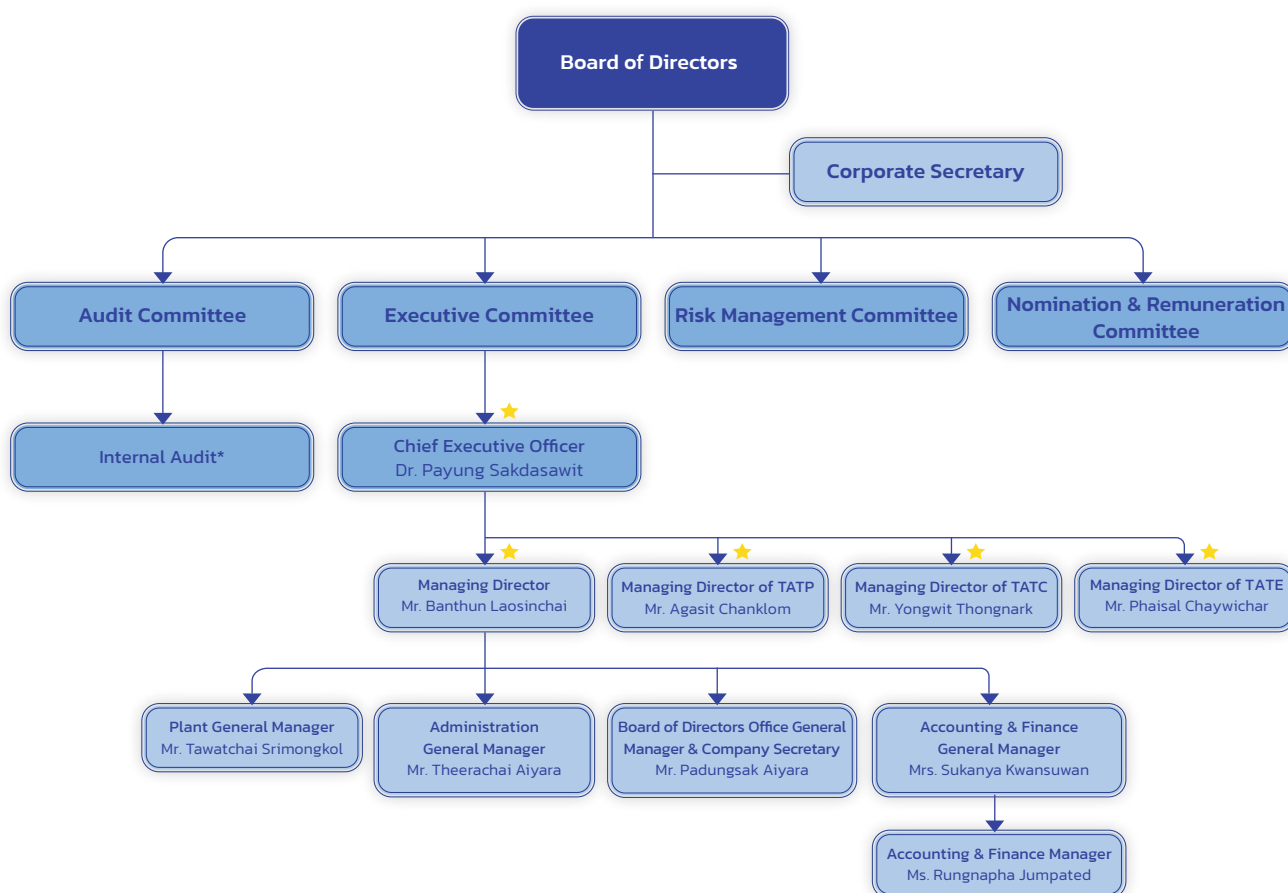 Board of Directors
Corporate Secretary
Audit Committee
Executive Committee
Risk Management Committee
Nomination & Remuneration
Committee
Internal Audit*
Chief Executive Officer
Dr. Payung Sakdasawit
Managing Director
Mr. Banthun Laosinchai
Managing Director of TATP
Mr. Agasit Chanklom
Managing Director of TATC
Mr. Yongwit Thongnark
Managing Director of TATE
Mr. Phaisal Chaywichar
Plant General Manager
Mr. Tawatchai Srimongkol
Administration
General Manager
Mr. Theerachai Aiyara
Board of Directors Office General
Manager & Company Secretary
Mr. Padungsak Aiyara
Accounting & Finance
General Manager
Mrs. Sukanya Kwansuwan
Accounting & Finance Manager
Ms. Rungnapha Jumpated